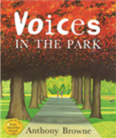 Voices
IN THE PARK
Anthony Browne